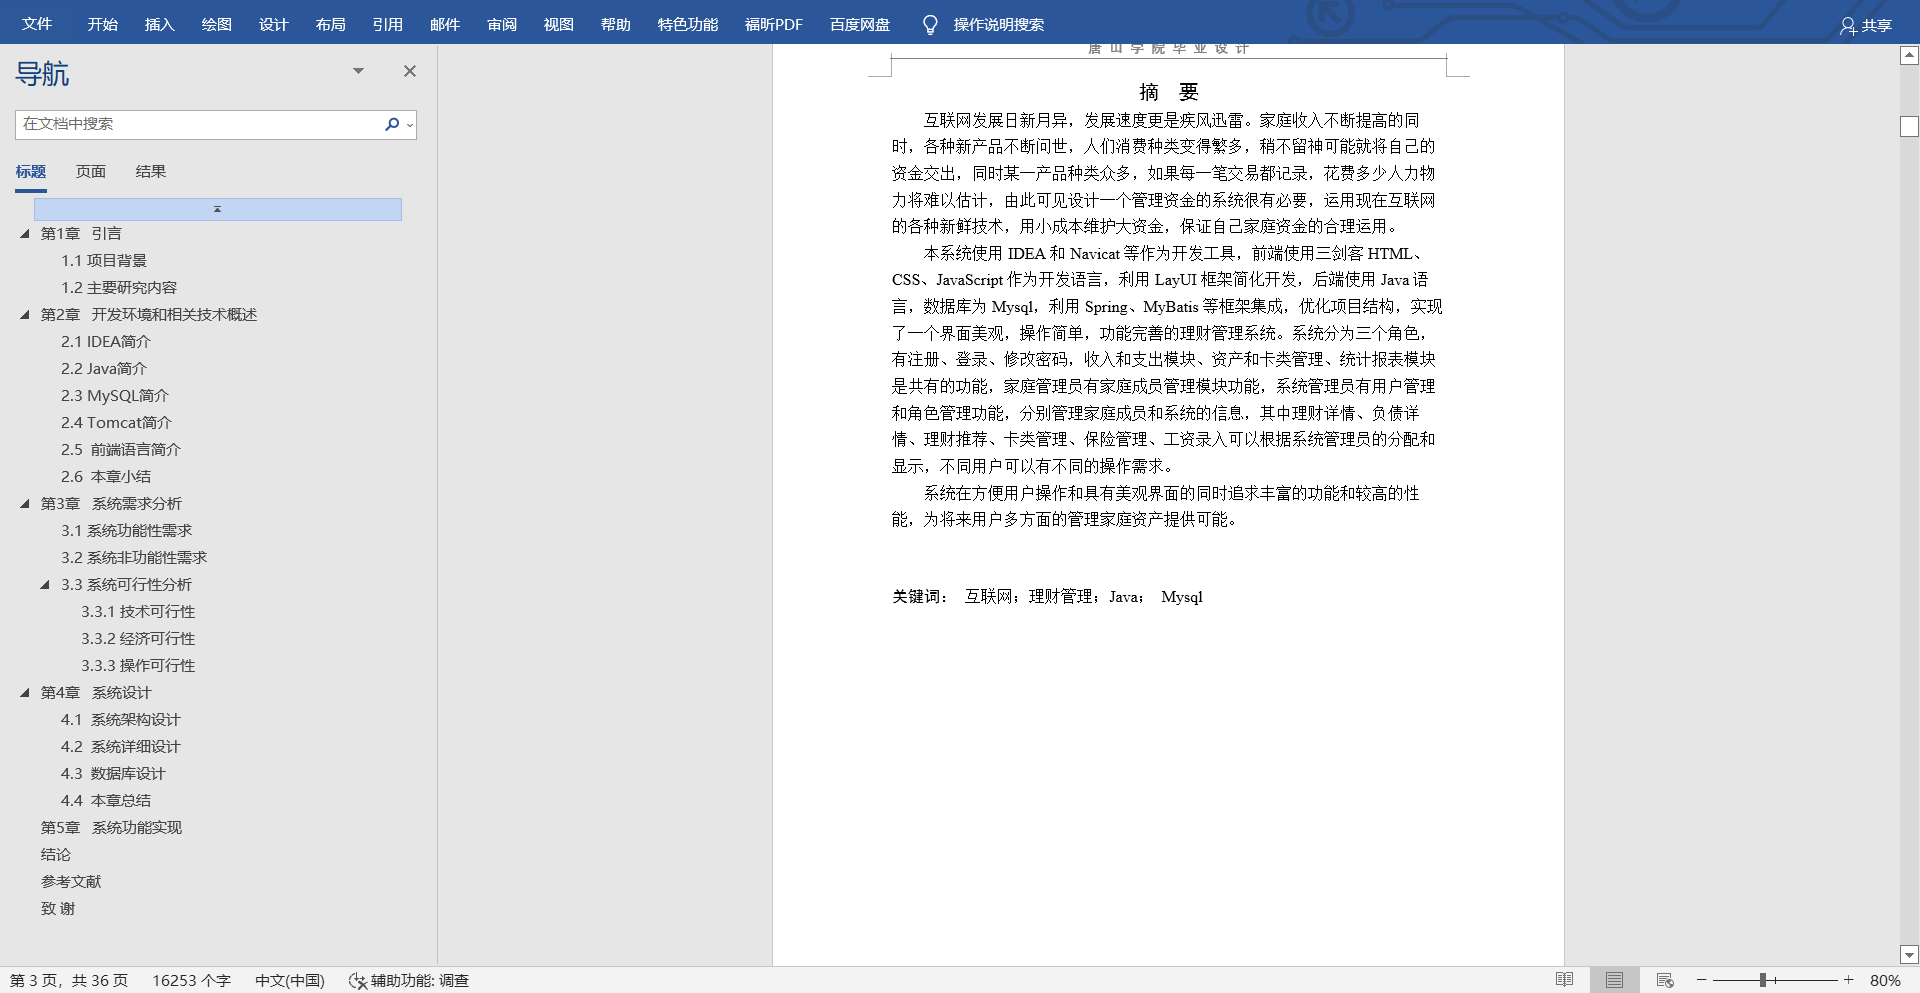 文件 开始 插入 绘图 设计 布局 引用 邮件 审阅 视图 帮助 特色功能 福昕PDF 百度网盘 操作说明搜索 共享
导航
在文档中搜索
标题 页面 结果
第1章 引言
1.1 项目背景
1.2 主要研究内容
第2章 开发环境和相关技术概述
2.1 IDEA简介
2.2 Java简介
2.3 MySQL简介
2.4 Tomcat简介
2.5 前端语言简介
2.6 本章小结
第3章 系统需求分析
3.1 系统功能性需求
3.2 系统非功能性需求
3.3 系统可行性分析
3.3.1 技术可行性
3.3.2 经济可行性
3.3.3 操作可行性
第4章 系统设计
4.1 系统架构设计
4.2 系统详细设计
4.3 数据库设计
4.4 本章总结
第5章 系统功能实现
结论
参考文献
致 谢
唐山学院毕业设计
摘 要
互联网发展日新月异，发展速度更是疾风迅雷。家庭收入不断提高的同
时，各种新产品不断问世，人们消费种类变得繁多，稍不留神可能就将自己的
资金交出，同时某一产品种类众多，如果每一笔交易都记录，花费多少人力物
力将难以估计，由此可见设计一个管理资金的系统很有必要，运用现在互联网
的各种新鲜技术，用小成本维护大资金，保证自己家庭资金的合理运用。
本系统使用 IDEA 和 Navicat 等作为开发工具，前端使用三剑客 HTML、
CSS、JavaScript 作为开发语言，利用 LayUI 框架简化开发，后端使用 Java 语
言，数据库为 Mysql，利用 Spring、MyBatis 等框架集成，优化项目结构，实现
了一个界面美观，操作简单，功能完善的理财管理系统。系统分为三个角色，
有注册、登录、修改密码，收入和支出模块、资产和卡类管理、统计报表模块
是共有的功能，家庭管理员有家庭成员管理模块功能，系统管理员有用户管理
和角色管理功能，分别管理家庭成员和系统的信息，其中理财详情、负债详
情、理财推荐、卡类管理、保险管理、工资录入可以根据系统管理员的分配和
显示，不同用户可以有不同的操作需求。
系统在方便用户操作和具有美观界面的同时追求丰富的功能和较高的性
能，为将来用户多方面的管理家庭资产提供可能。
关键词： 互联网；理财管理；Java； Mysql
第 3 页，共 36 页 16253 个字 中文(中国) 辅助功能: 调查 80%